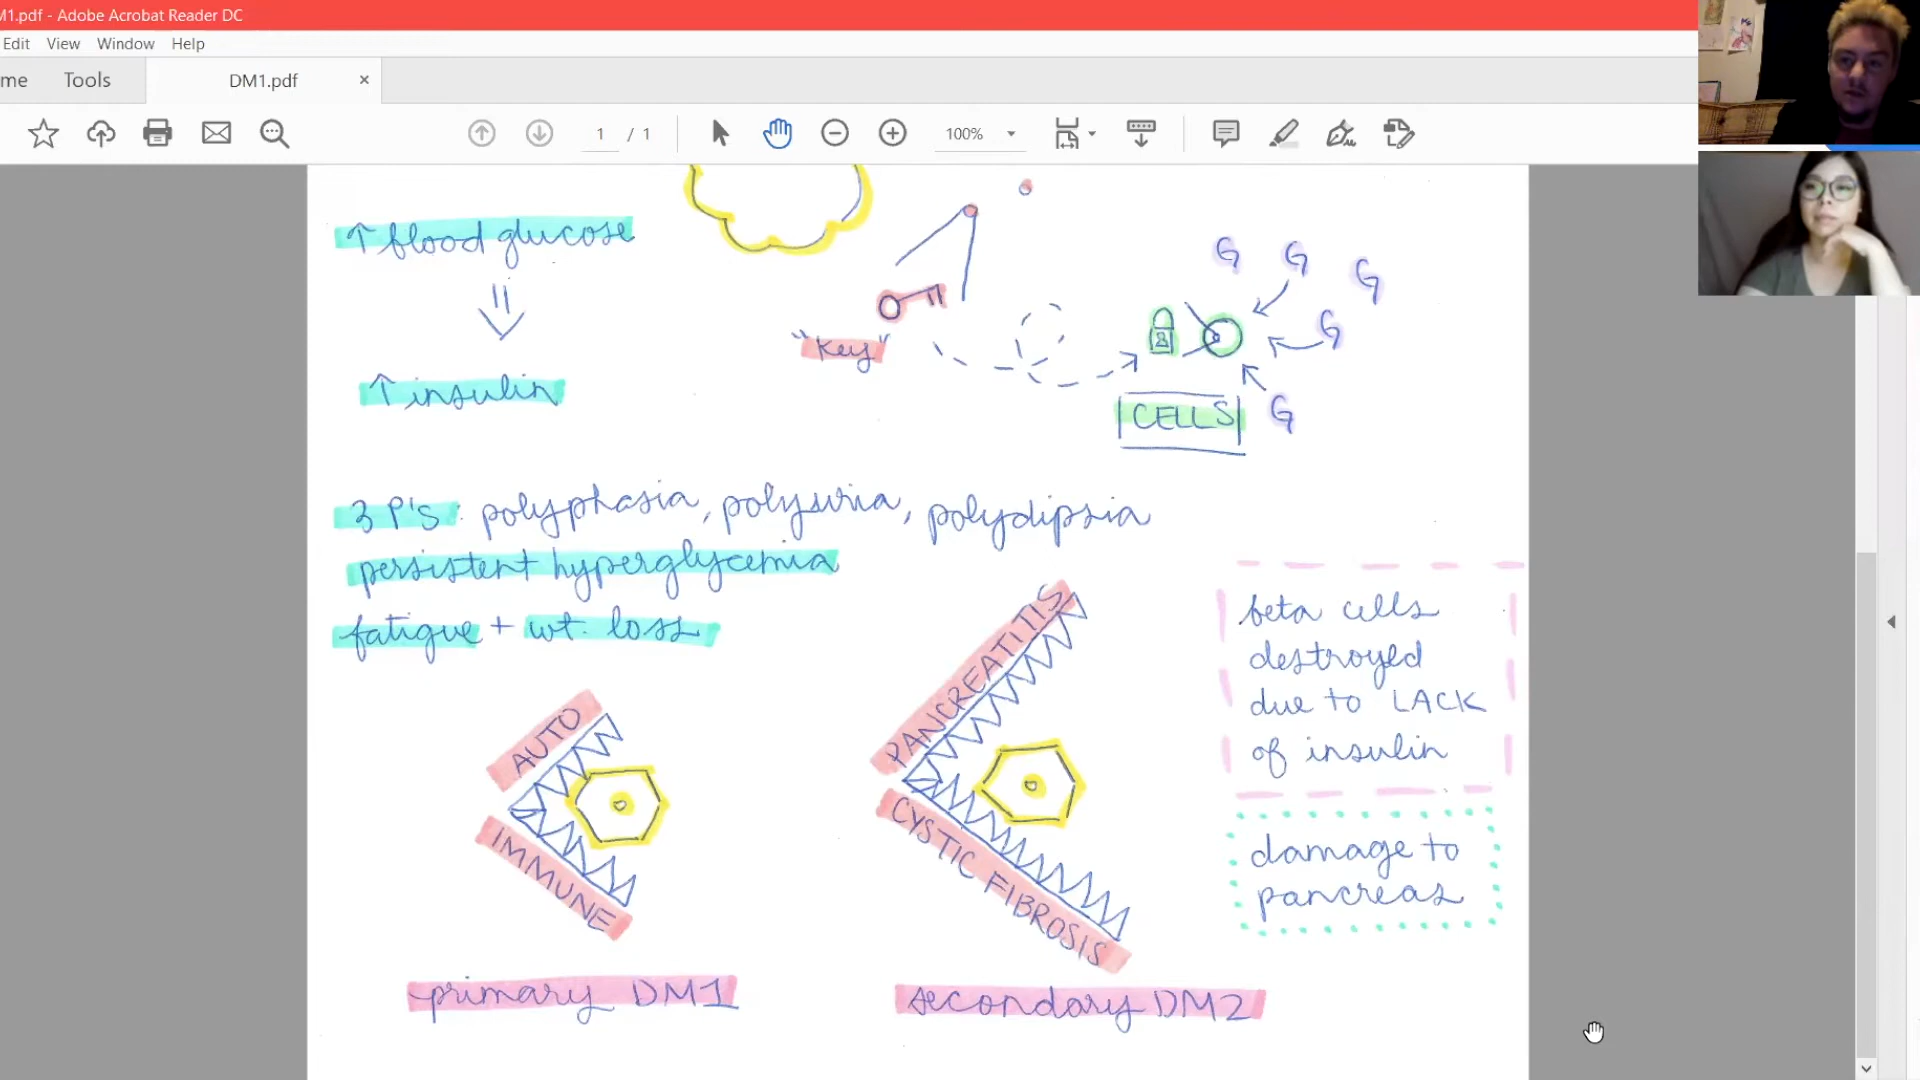 M1.pdf - Adobe Acrobat Reader DC
Edit View Window Help
me Tools DM1.pdf ×
1 / 1 100%
↑ blood glucose
↑ insulin
"key"
G G G
G
G
CELLS
3 P's: polyphasia, polyuria, polydipsia
persistent hyperglycemia
fatigue + wt. loss
AUTO
IMMUNE
primary DM1
PANCREATITIS
CYSTIC FIBROSIS
secondary DM2
beta cells
destroyed
due to LACK
of insulin
damage to
pancreas